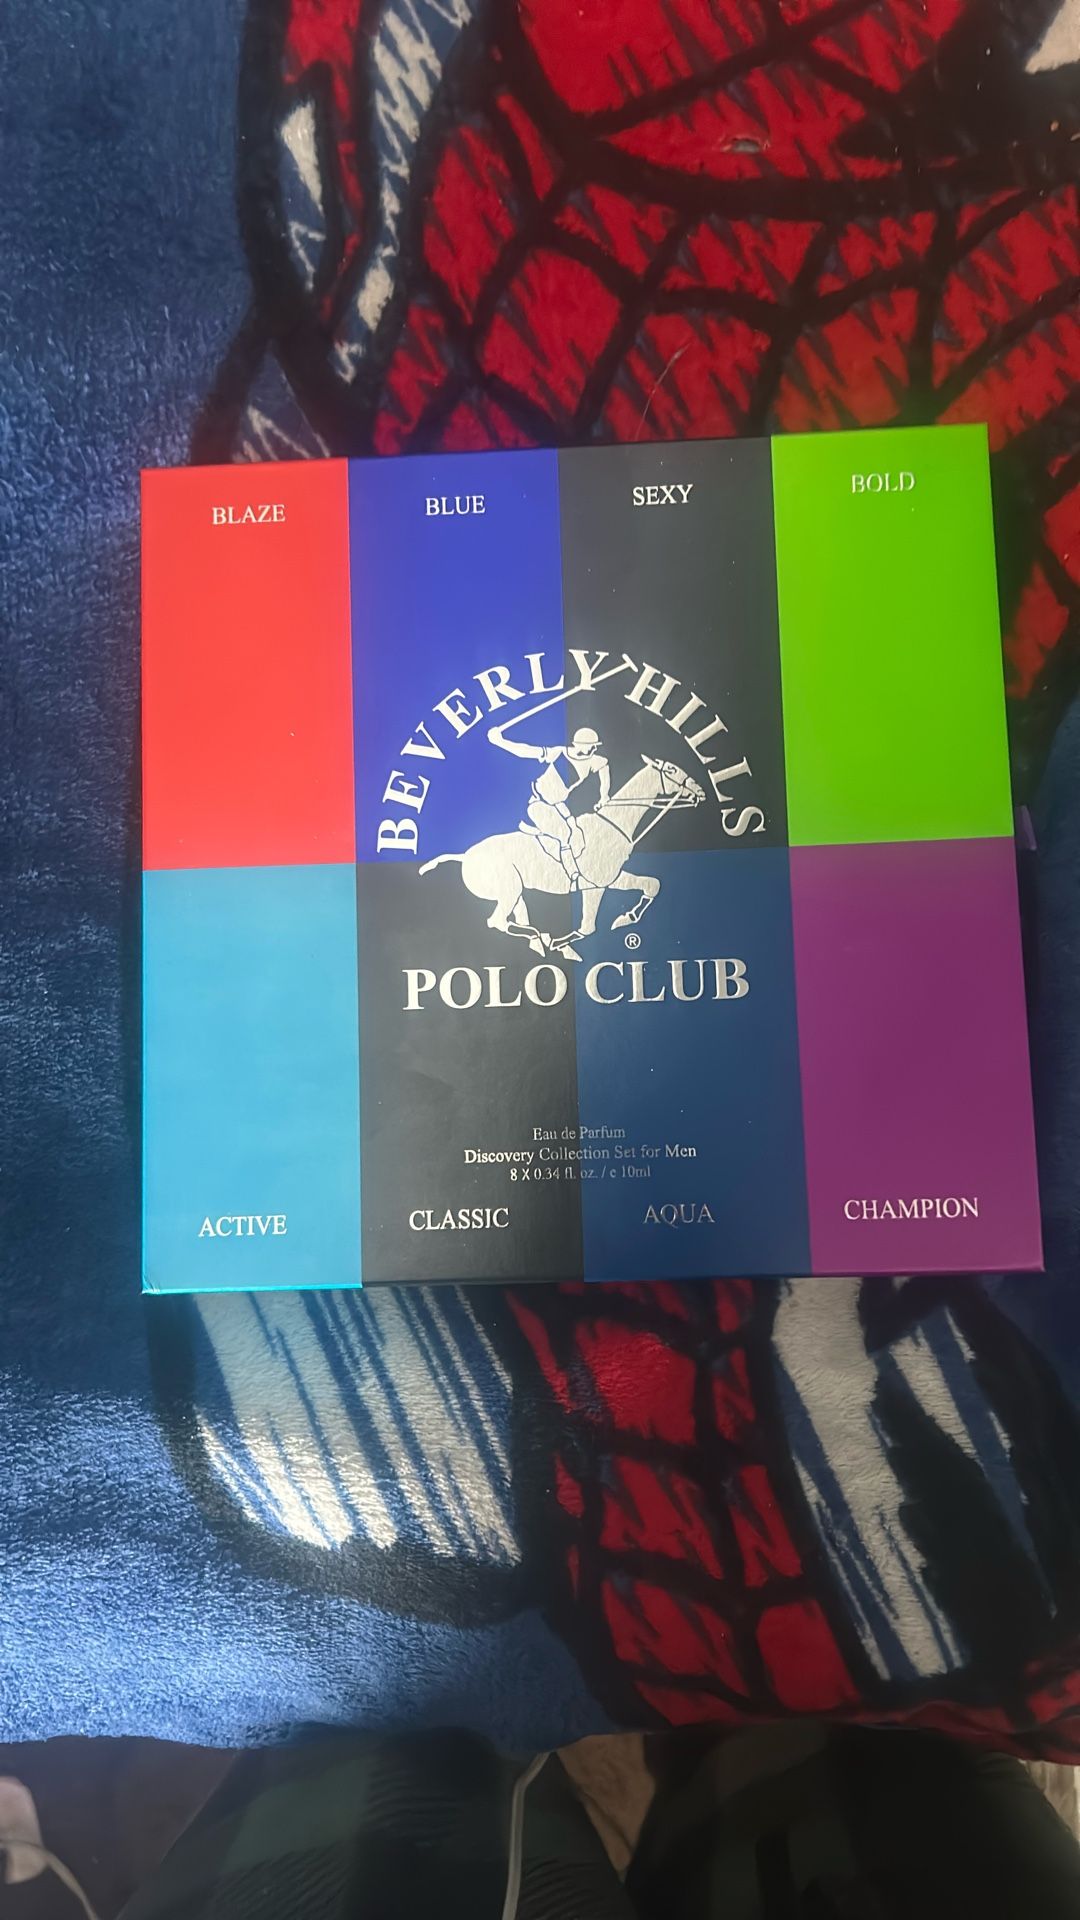 BLAZE
BLUE
SEXY
BOLD
BEVERLY HILLS
®
POLO CLUB
Eau de Parfum
Discovery Collection Set for Men
8 X 0.34 fl. oz. / e 10ml
ACTIVE
CLASSIC
AQUA
CHAMPION